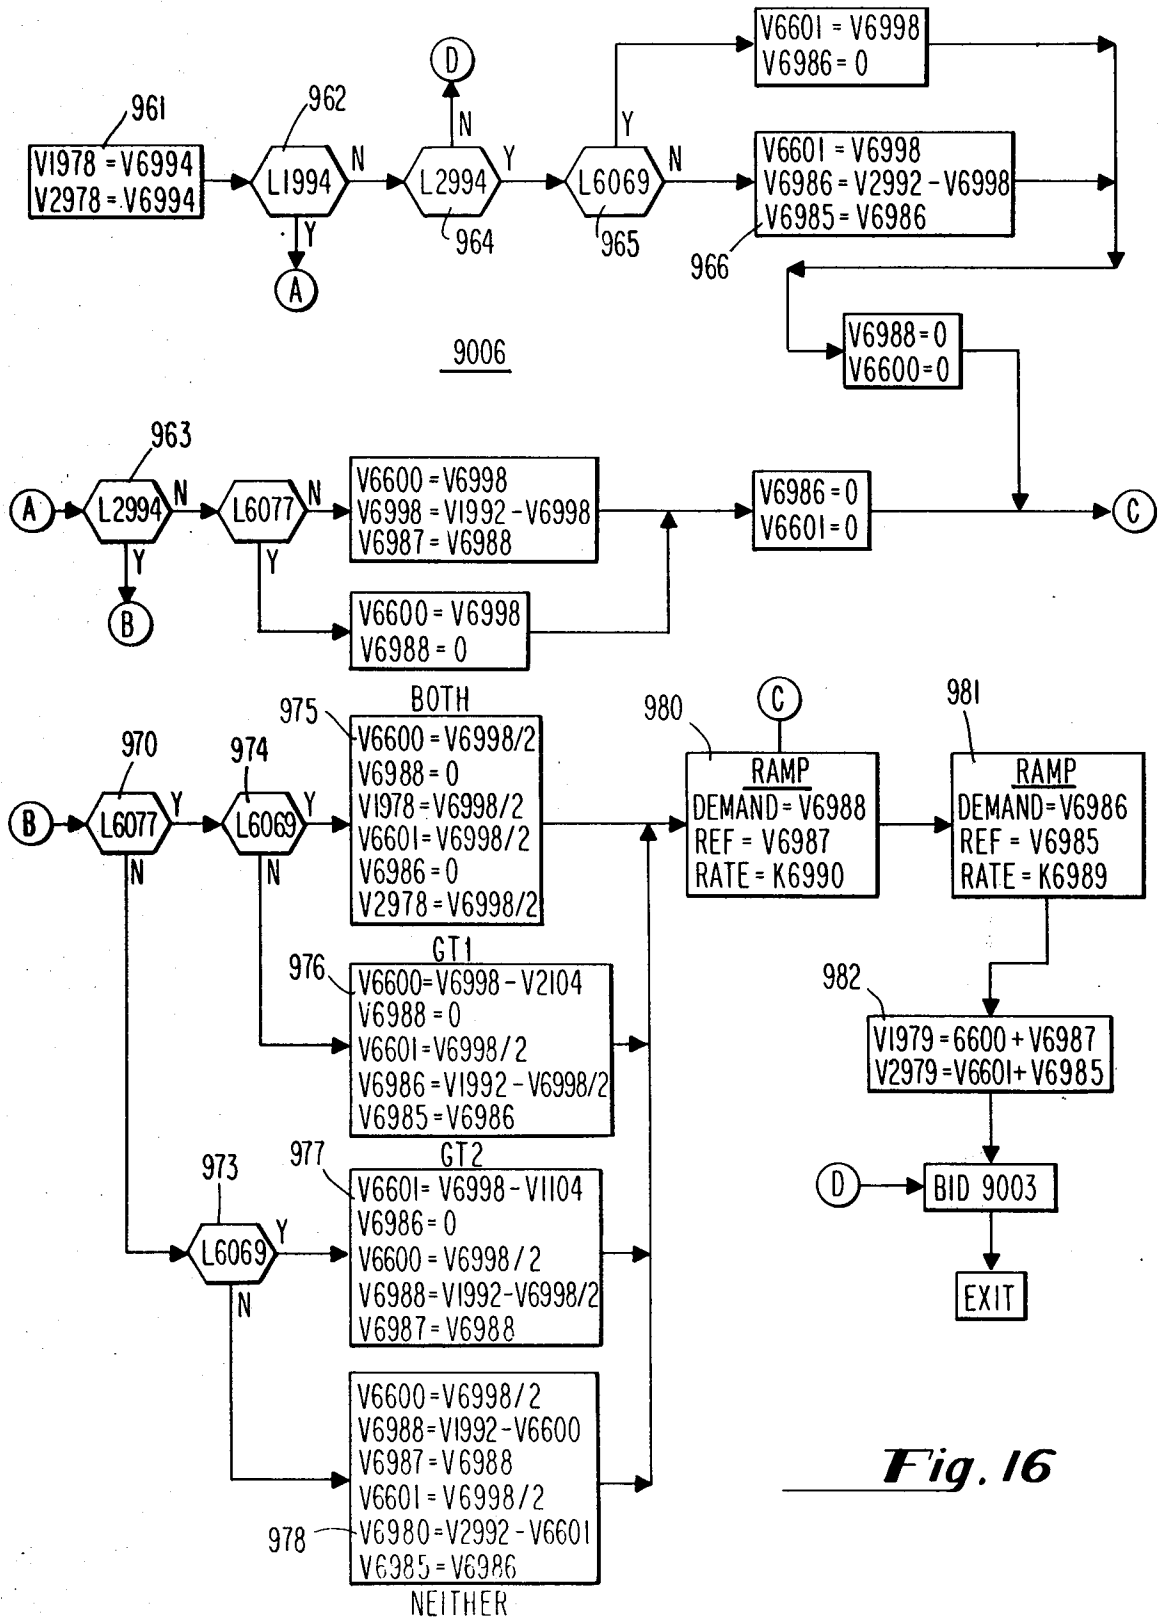 961
V1978 = V6994
V2978 = V6994
962
L1994
N
Y
A
D
N
L2994
964
Y
L6069
965
Y
N
V6601 = V6998
V6986 = 0
V6601 = V6998
V6986 = V2992 - V6998
V6985 = V6986
966
V6988 = 0
V6600 = 0
9006
A
963
L2994
N
Y
B
L6077
N
Y
V6600 = V6998
V6998 = V1992 - V6998
V6987 = V6988
V6600 = V6998
V6988 = 0
V6986 = 0
V6601 = 0
C
B
970
L6077
Y
N
974
L6069
Y
N
BOTH
975
V6600 = V6998/2
V6988 = 0
V1978 = V6998/2
V6601 = V6998/2
V6986 = 0
V2978 = V6998/2
GT1
976
V6600 = V6998 - V2104
V6988 = 0
V6601 = V6998/2
V6986 = V1992 - V6998/2
V6985 = V6986
973
L6069
Y
N
GT2
977
V6601 = V6998 - V1104
V6986 = 0
V6600 = V6998/2
V6988 = V1992 - V6998/2
V6987 = V6988
978
V6600 = V6998/2
V6988 = V1992 - V6600
V6987 = V6988
V6601 = V6998/2
V6980 = V2992 - V6601
V6985 = V6986
NEITHER
C
980
RAMP
DEMAND = V6988
REF = V6987
RATE = K6990
981
RAMP
DEMAND = V6986
REF = V6985
RATE = K6989
982
V1979 = 6600 + V6987
V2979 = V6601 + V6985
D
BID 9003
EXIT
Fig. 16